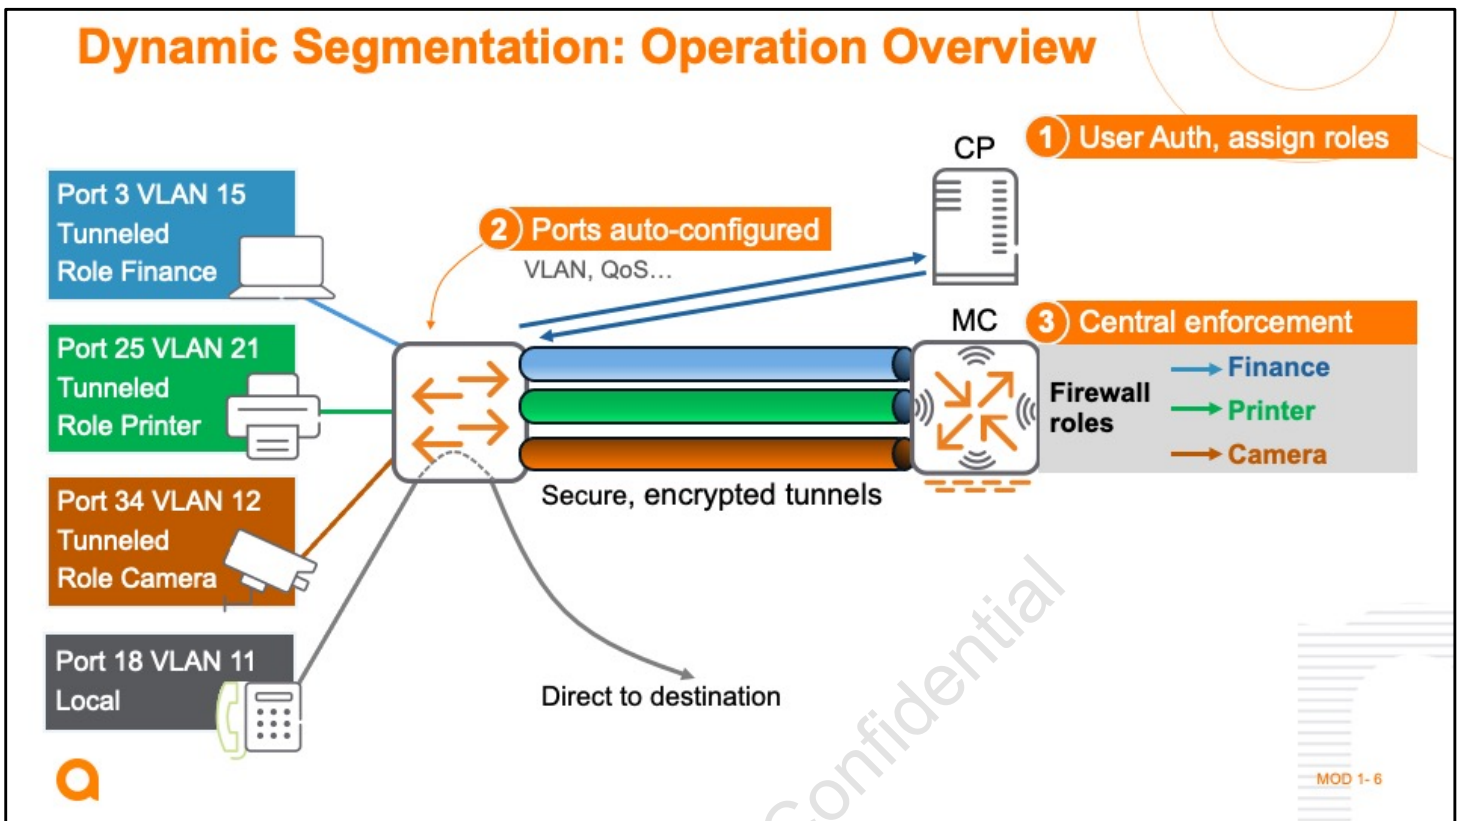 Dynamic Segmentation: Operation Overview
CP
1 User Auth, assign roles
Port 3 VLAN 15
Tunneled
Role Finance
2 Ports auto-configured
VLAN, QoS...
MC
3 Central enforcement
Port 25 VLAN 21
Tunneled
Role Printer
Firewall
roles
Finance
Printer
Camera
Secure, encrypted tunnels
Port 34 VLAN 12
Tunneled
Role Camera
Port 18 VLAN 11
Local
Direct to destination
Confidential
MOD 1- 6